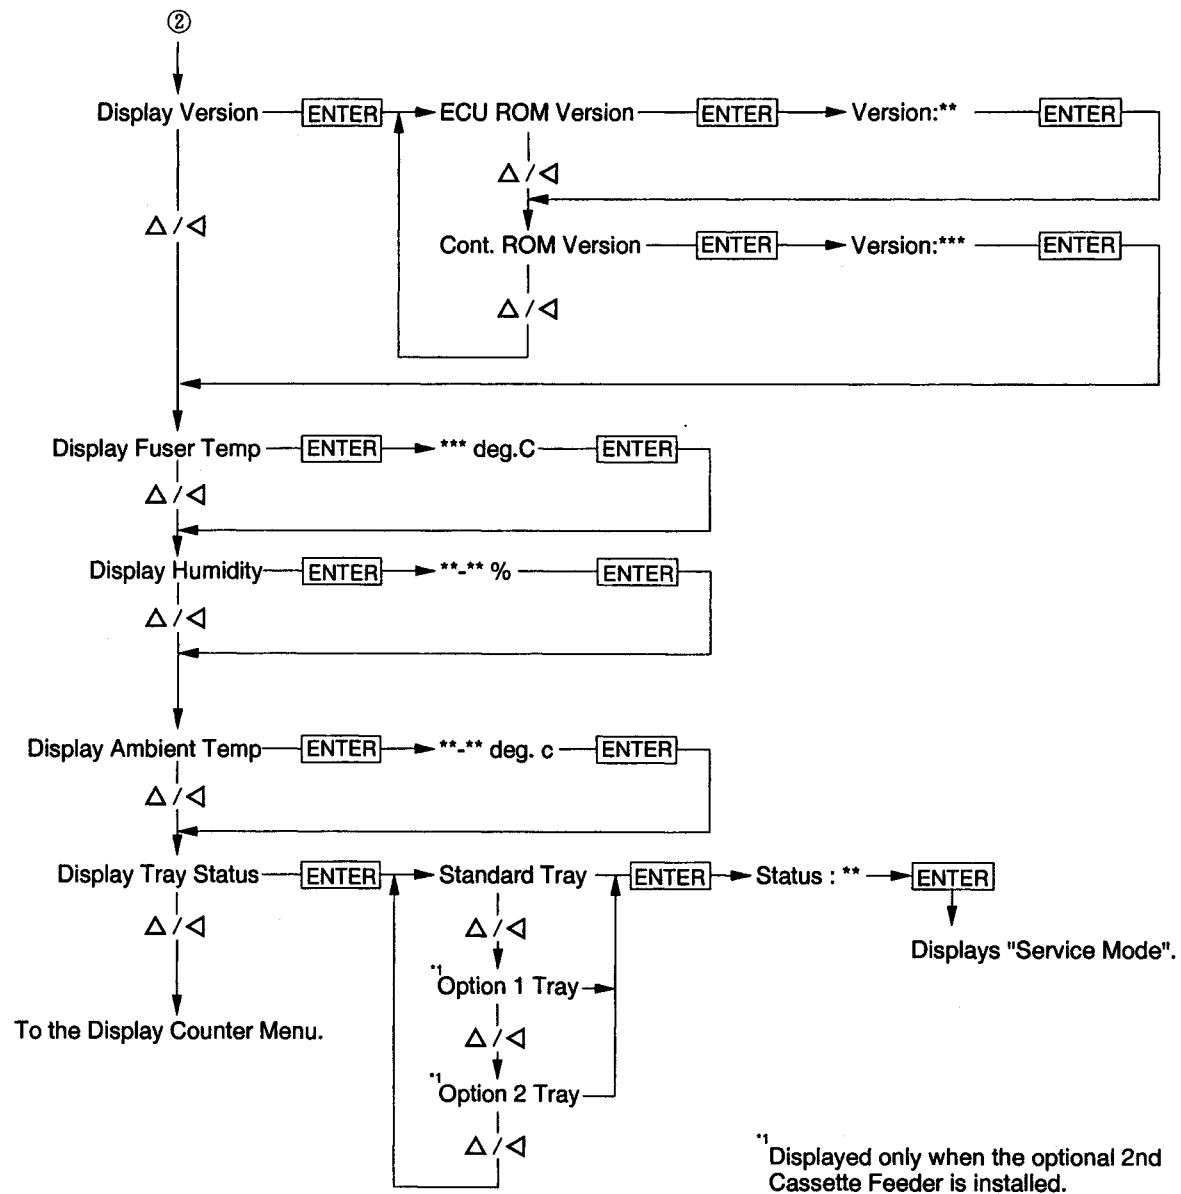 ②
Display Version ENTER ECU ROM Version ENTER Version:** ENTER
△/◁
△/◁
Cont. ROM Version ENTER Version:*** ENTER
△/◁
Display Fuser Temp ENTER *** deg.C ENTER
△/◁
Display Humidity ENTER **-** % ENTER
△/◁
Display Ambient Temp ENTER **-** deg. c ENTER
△/◁
Display Tray Status ENTER Standard Tray ENTER Status : ** ENTER
△/◁ △/◁
Displays "Service Mode".
*1Option 1 Tray
To the Display Counter Menu.
△/◁
*1Option 2 Tray
△/◁
*1Displayed only when the optional 2nd
Cassette Feeder is installed.